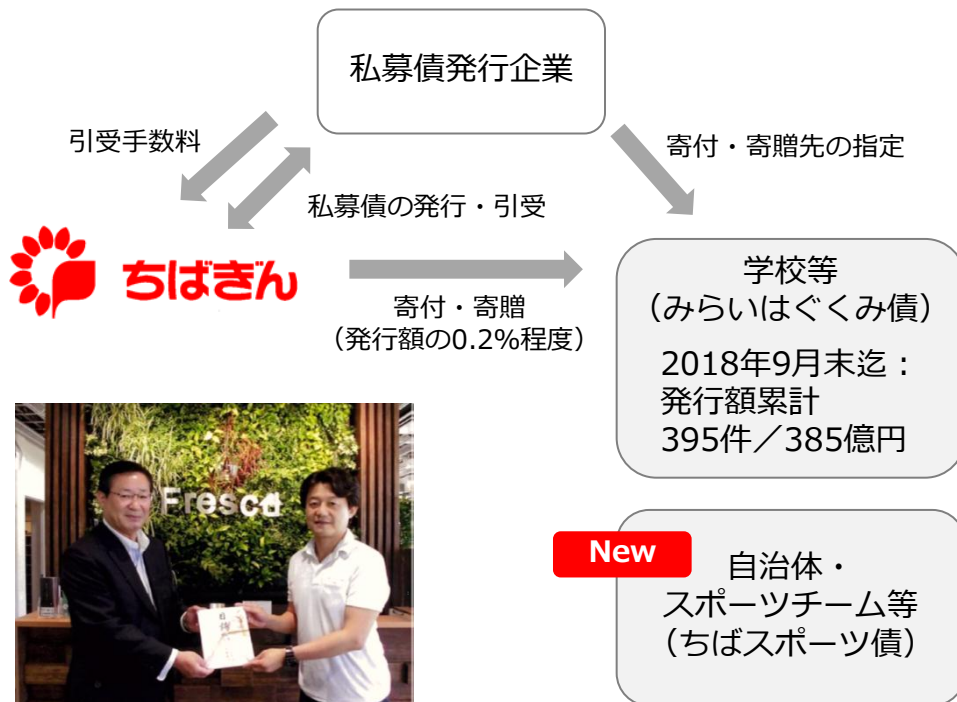 私募債発行企業
引受手数料
寄付・寄贈先の指定
私募債の発行・引受
ちばぎん
寄付・寄贈
（発行額の0.2%程度）
学校等
（みらいはぐくみ債）
2018年9月末迄：
発行額累計
395件／385億円
Fresca
目録
New
自治体・
スポーツチーム等
（ちばスポーツ債）